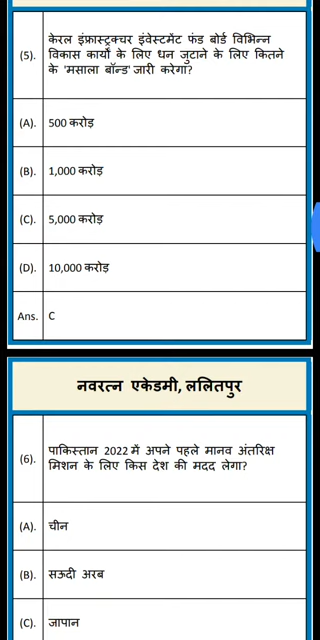 केरल इंफ्रास्ट्रक्चर इंवेस्टमेंट फंड बोर्ड विभिन्न
(5). विकास कार्यों के लिए धन जुटाने के लिए कितने
के 'मसाला बॉन्ड' जारी करेगा?
(A). 500 करोड़
(B). 1,000 करोड़
(C). 5,000 करोड़
(D). 10,000 करोड़
Ans. C
नवरत्न एकेडमी, ललितपुर
पाकिस्तान 2022 में अपने पहले मानव अंतरिक्ष
(6). मिशन के लिए किस देश की मदद लेगा?
(A). चीन
(B). सऊदी अरब
(C). जापान